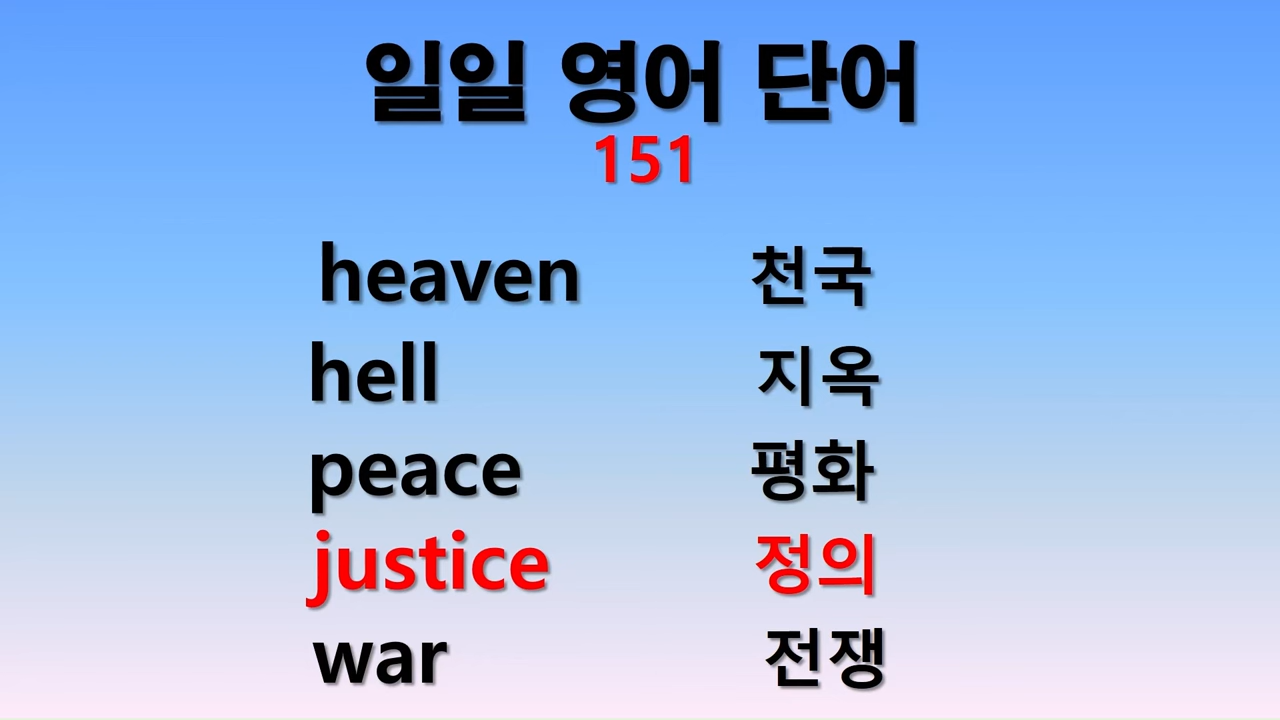 일일 영어 단어
151
heaven 천국
hell 지옥
peace 평화
justice 정의
war 전쟁